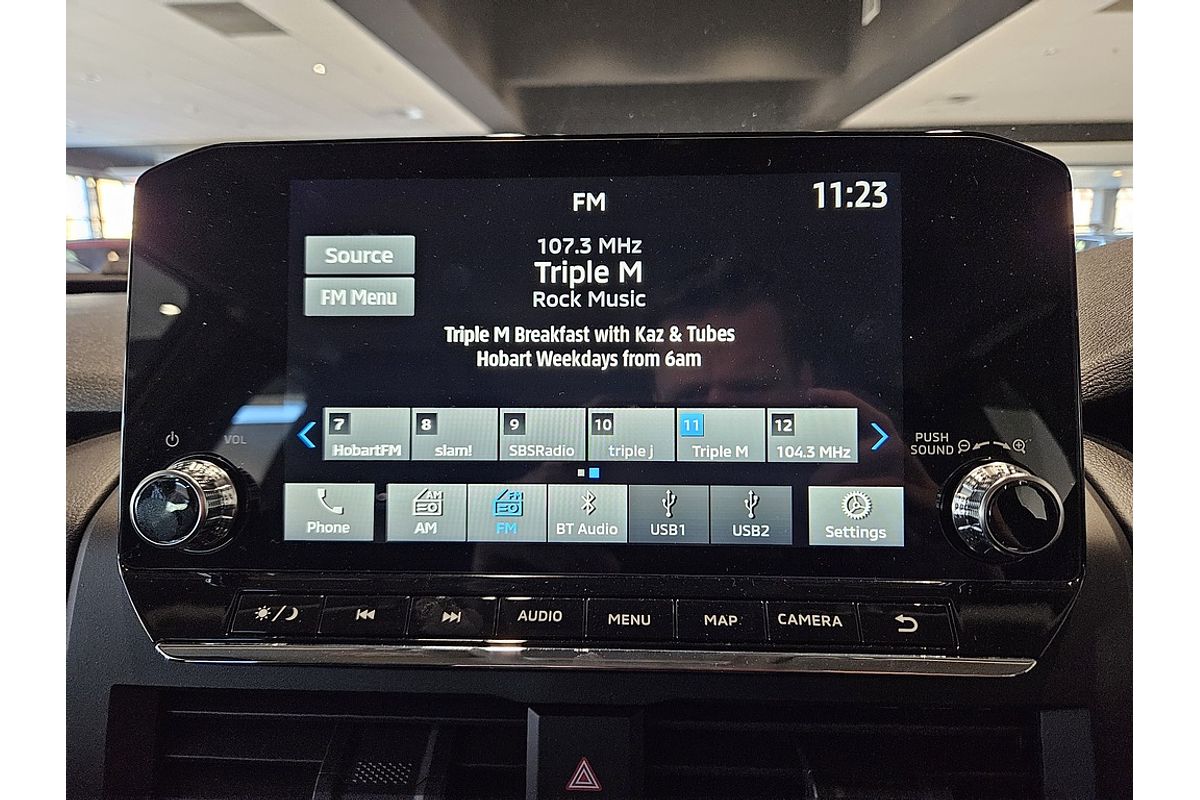 FM
11:23
Source
FM Menu
107.3 MHz
Triple M
Rock Music
Triple M Breakfast with Kaz & Tubes
Hobart Weekdays from 6am
7
HobartFM
8
slam!
9
SBSRadio
10
triple j
11
Triple M
12
104.3 MHz
VOL
PUSH
SOUND
Phone
AM
AM
FM
FM
BT Audio
USB1
USB2
Settings
AUDIO
MENU
MAP
CAMERA